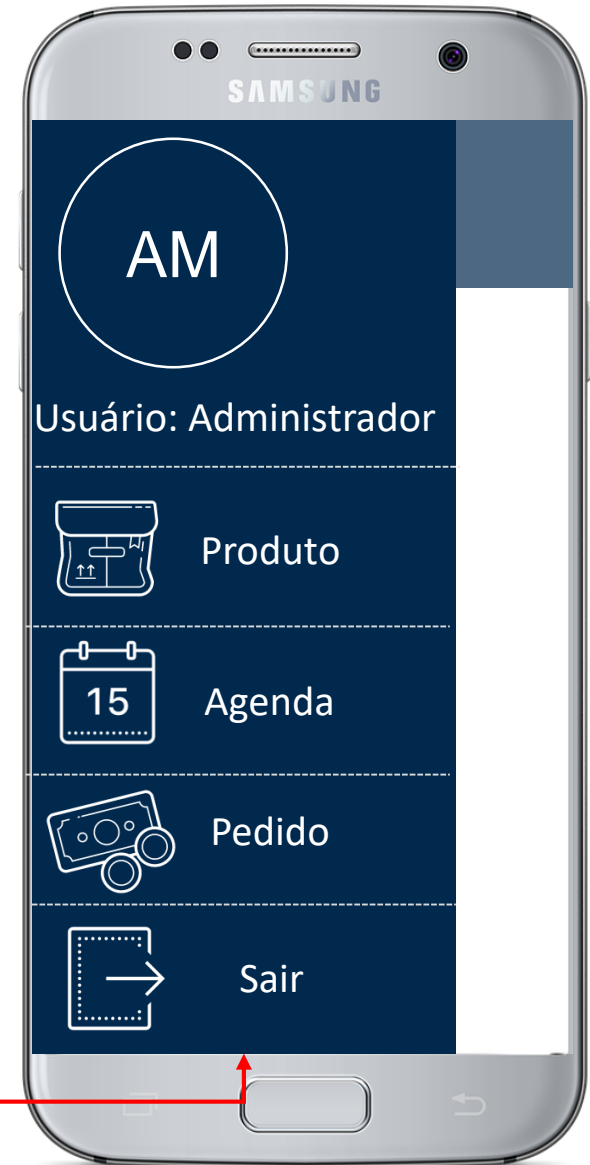 SAMSUNG
AM
Usuário: Administrador
Produto
15
Agenda
Pedido
Sair